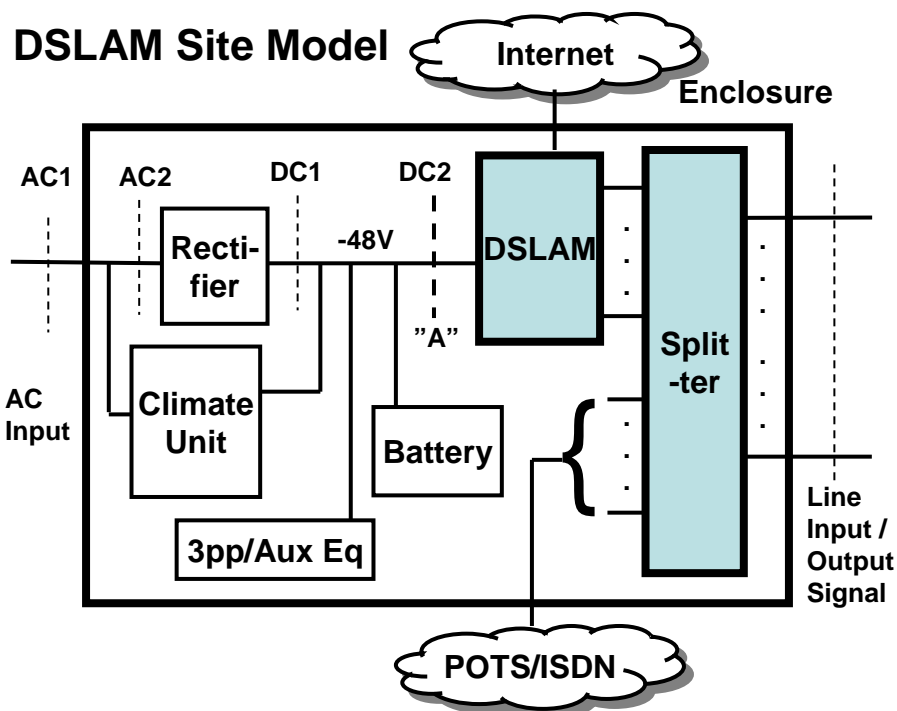 DSLAM Site Model
Internet
Enclosure
AC1
AC2
DC1
DC2
-48V
Recti-
fier
DSLAM
”A”
Split
-ter
AC
Input
Climate
Unit
Battery
3pp/Aux Eq
Line
Input /
Output
Signal
POTS/ISDN